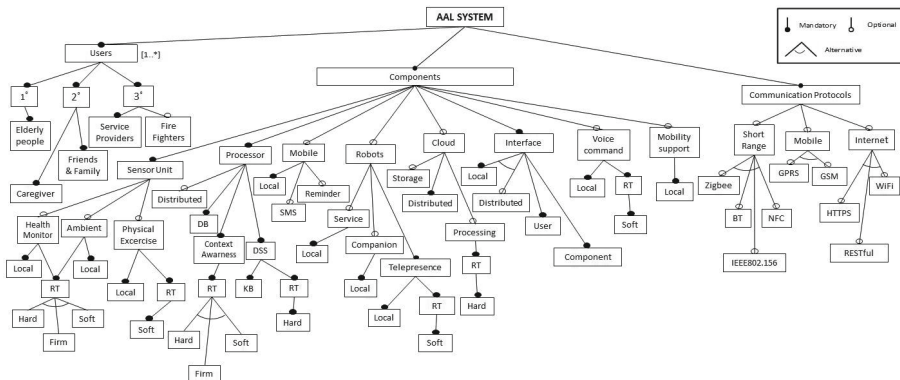 AAL SYSTEM
Mandatory
Optional
Alternative
Users
[1..*]
Components
Communication Protocols
1°
2°
3°
Elderly
people
Service
Providers
Fire
Fighters
Friends
& Family
Caregiver
Sensor Unit
Processor
Mobile
Robots
Cloud
Interface
Voice
command
Mobility
support
Short
Range
Mobile
Internet
Distributed
Local
SMS
Reminder
Storage
Distributed
Local
Distributed
Local
RT
Local
Zigbee
GPRS
GSM
WiFi
Health
Monitor
Ambient
Physical
Excercise
DB
Context
Awarness
DSS
Service
Companion
Processing
User
Component
Soft
BT
NFC
HTTPS
IEEE802.156
RESTful
Local
RT
Local
Local
RT
RT
KB
RT
Local
Local
Telepresence
RT
Hard
Firm
Soft
Soft
Hard
Firm
Soft
Hard
Local
RT
Soft
Hard